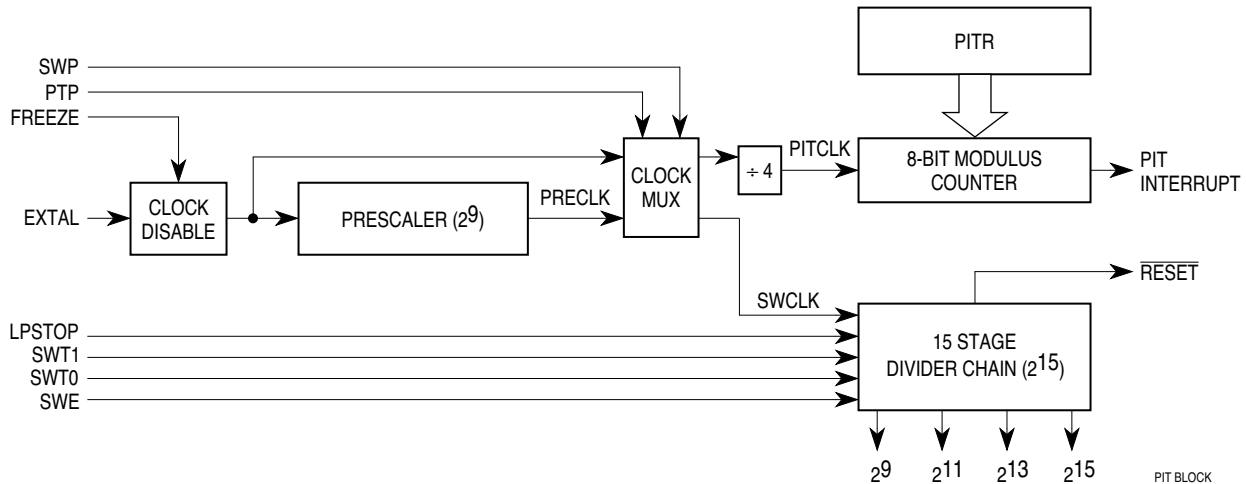 PITR
SWP
PTP
FREEZE
EXTAL
CLOCK
DISABLE
PRESCALER (2⁹)
PRECLK
CLOCK
MUX
÷ 4
PITCLK
8-BIT MODULUS
COUNTER
PIT
INTERRUPT
RESET
SWCLK
LPSTOP
SWT1
SWT0
SWE
15 STAGE
DIVIDER CHAIN (2¹⁵)
2⁹ 2¹¹ 2¹³ 2¹⁵
PIT BLOCK